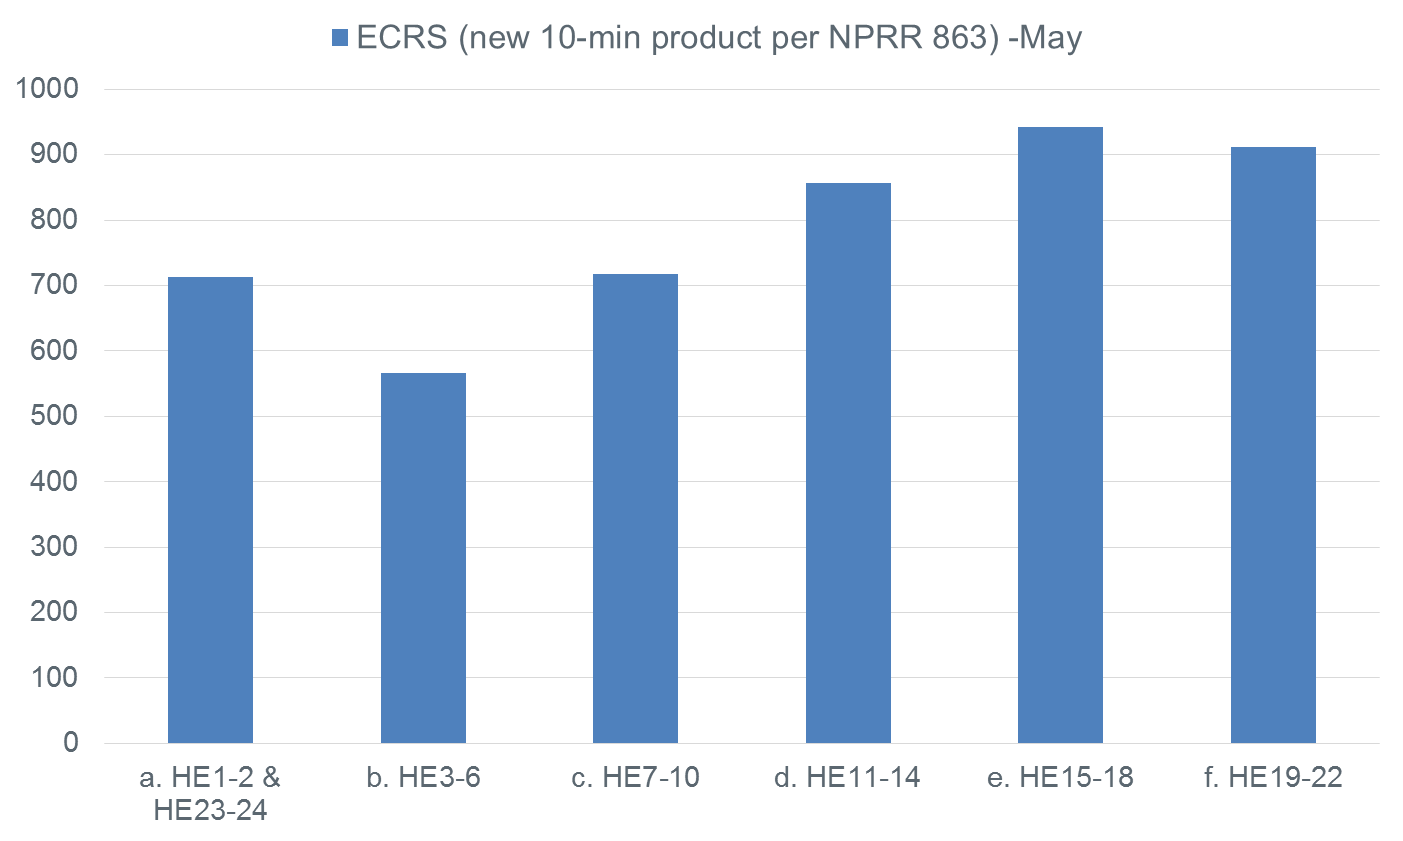 ECRS (new 10-min product per NPRR 863) -May
1000
900
800
700
600
500
400
300
200
100
0
a. HE1-2 &
HE23-24
b. HE3-6
c. HE7-10
d. HE11-14
e. HE15-18
f. HE19-22